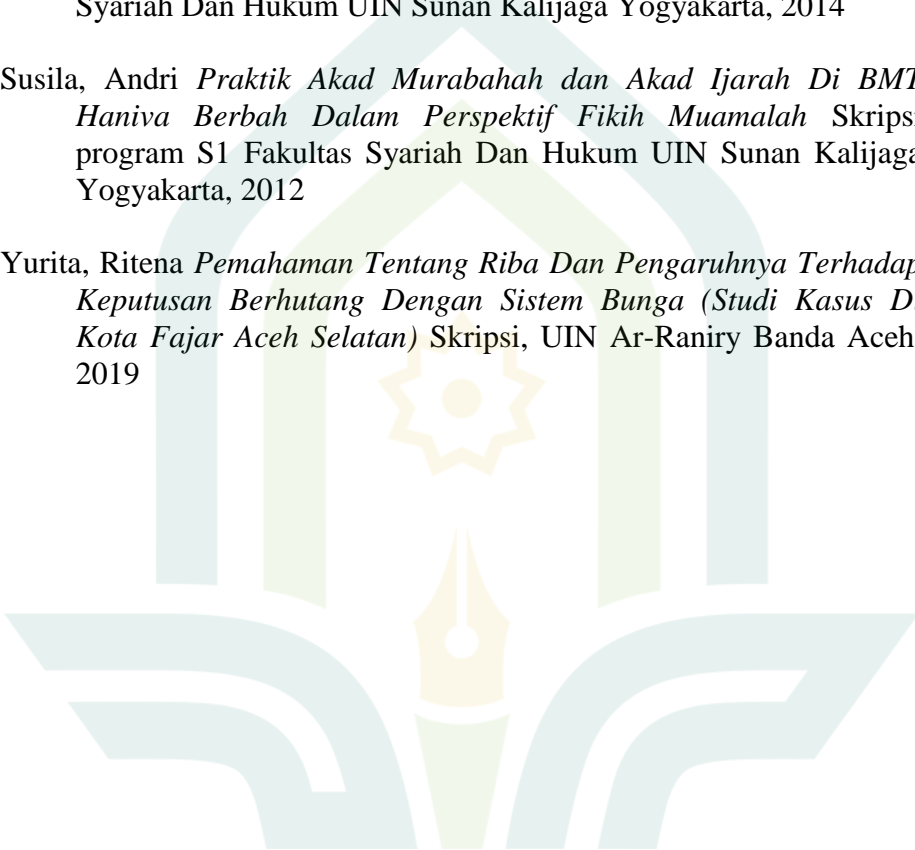 Syariah Dan Hukum UIN Sunan Kalijaga Yogyakarta, 2014
Susila, Andri Praktik Akad Murabahah dan Akad Ijarah Di BMT
Haniva Berbah Dalam Perspektif Fikih Muamalah Skripsi
program S1 Fakultas Syariah Dan Hukum UIN Sunan Kalijaga
Yogyakarta, 2012
Yurita, Ritena Pemahaman Tentang Riba Dan Pengaruhnya Terhadap
Keputusan Berhutang Dengan Sistem Bunga (Studi Kasus Di
Kota Fajar Aceh Selatan) Skripsi, UIN Ar-Raniry Banda Aceh
2019